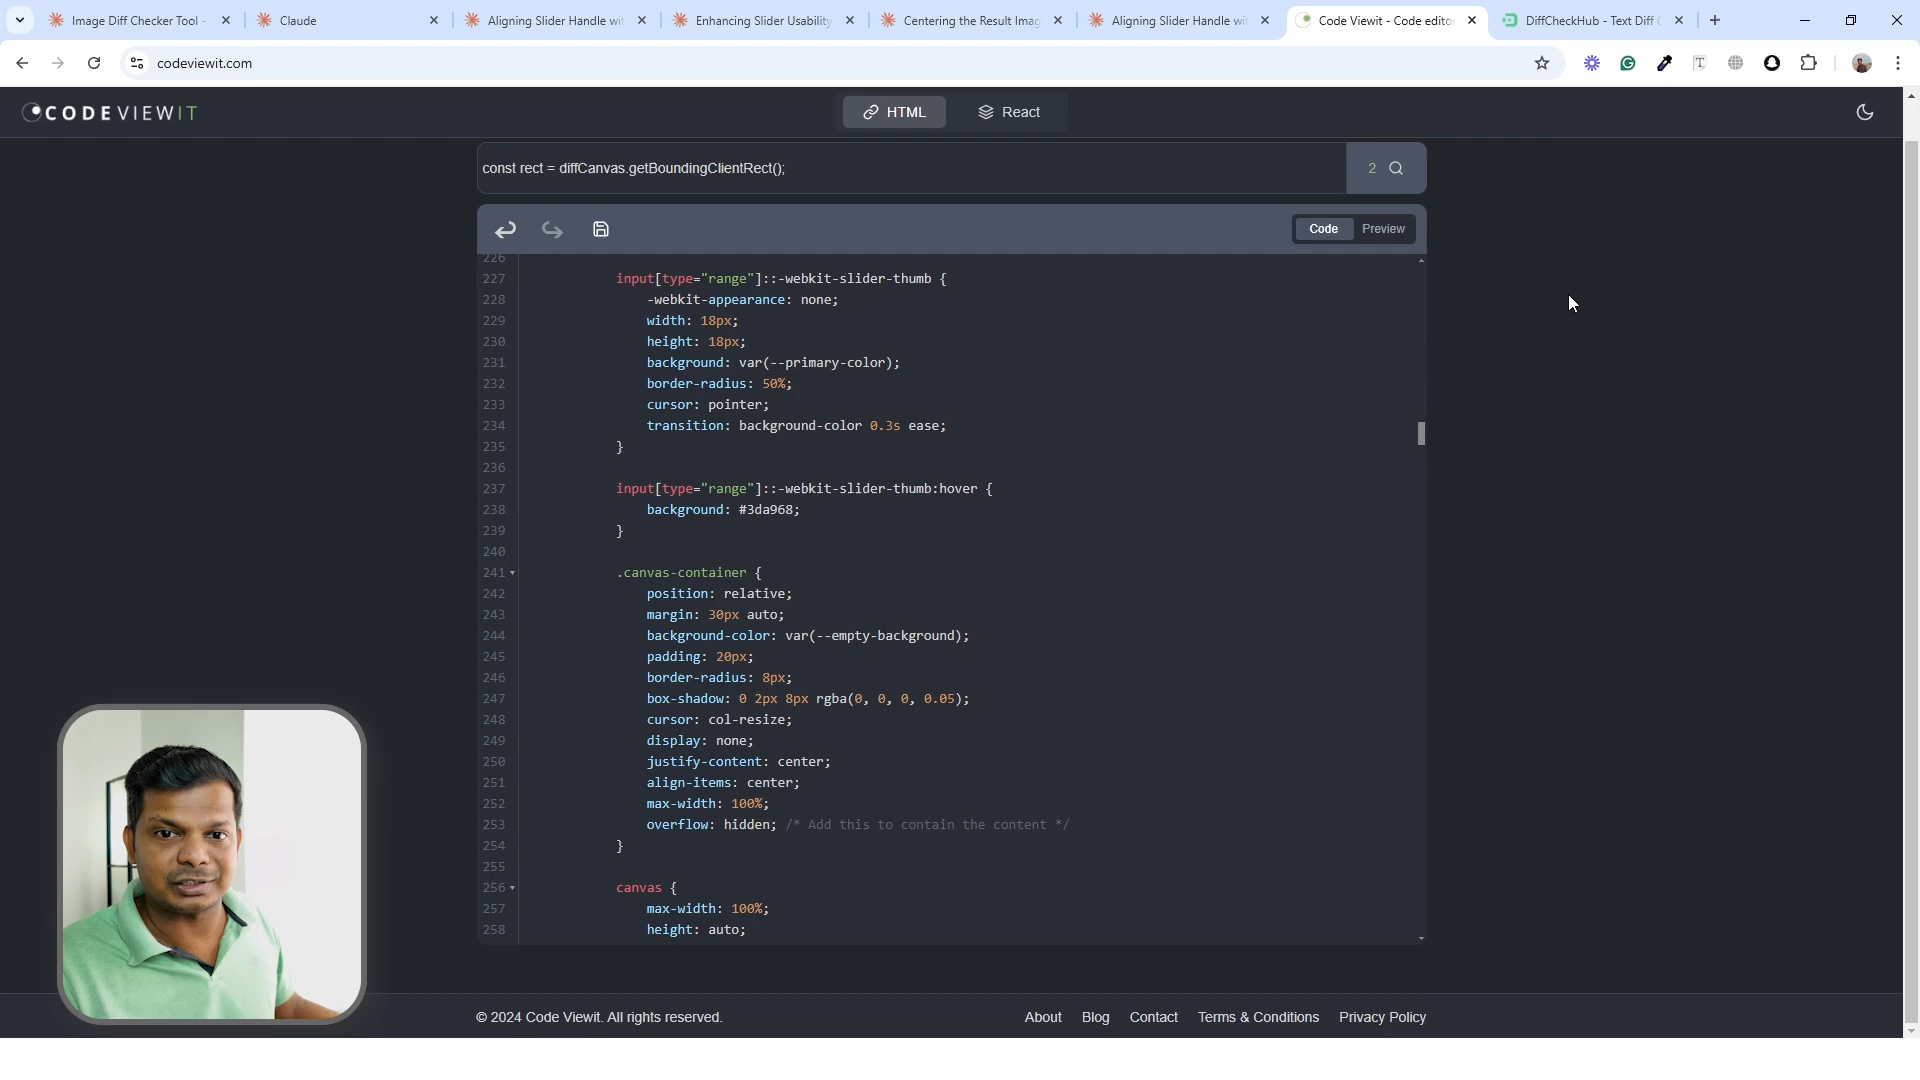 Image Diff Checker Tool -
Claude
Aligning Slider Handle wit
Enhancing Slider Usability
Centering the Result Imag
Aligning Slider Handle wit
Code Viewit - Code edito
DiffCheckHub - Text Diff C
codeviewit.com
CODEVIEWIT
HTML
React
const rect = diffCanvas.getBoundingClientRect();
2
Code
Preview
226
227 input[type="range"]::-webkit-slider-thumb {
228 -webkit-appearance: none;
229 width: 18px;
230 height: 18px;
231 background: var(--primary-color);
232 border-radius: 50%;
233 cursor: pointer;
234 transition: background-color 0.3s ease;
235 }
236
237 input[type="range"]::-webkit-slider-thumb:hover {
238 background: #3da968;
239 }
240
241 .canvas-container {
242 position: relative;
243 margin: 30px auto;
244 background-color: var(--empty-background);
245 padding: 20px;
246 border-radius: 8px;
247 box-shadow: 0 2px 8px rgba(0, 0, 0, 0.05);
248 cursor: col-resize;
249 display: none;
250 justify-content: center;
251 align-items: center;
252 max-width: 100%;
253 overflow: hidden; /* Add this to contain the content */
254 }
255
256 canvas {
257 max-width: 100%;
258 height: auto;
© 2024 Code Viewit. All rights reserved.
About
Blog
Contact
Terms & Conditions
Privacy Policy